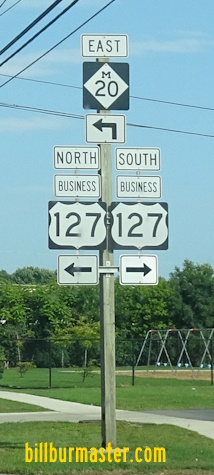 EAST
M
20
NORTH SOUTH
BUSINESS BUSINESS
127 127
billburmaster.com